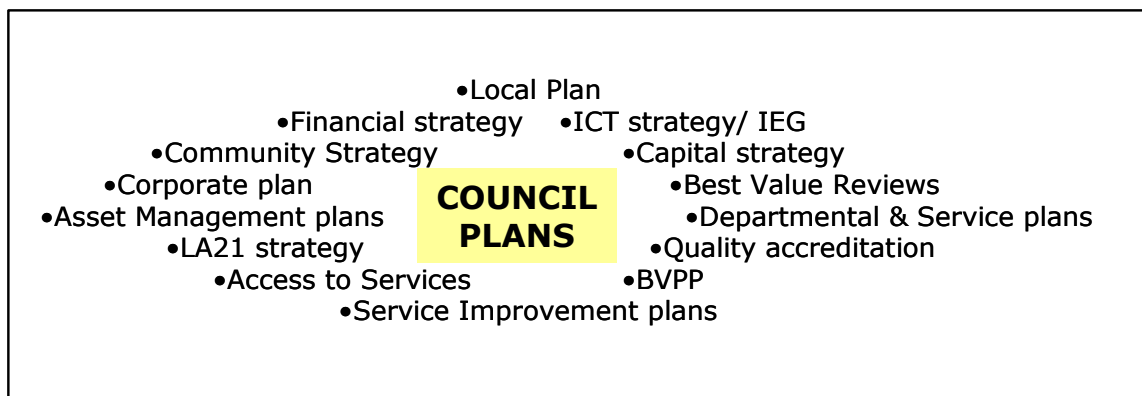 •Local Plan
•Financial strategy •ICT strategy/ IEG
•Community Strategy •Capital strategy
•Corporate plan •Best Value Reviews
COUNCIL
•Asset Management plans •Departmental & Service plans
PLANS
•LA21 strategy •Quality accreditation
•Access to Services •BVPP
•Service Improvement plans